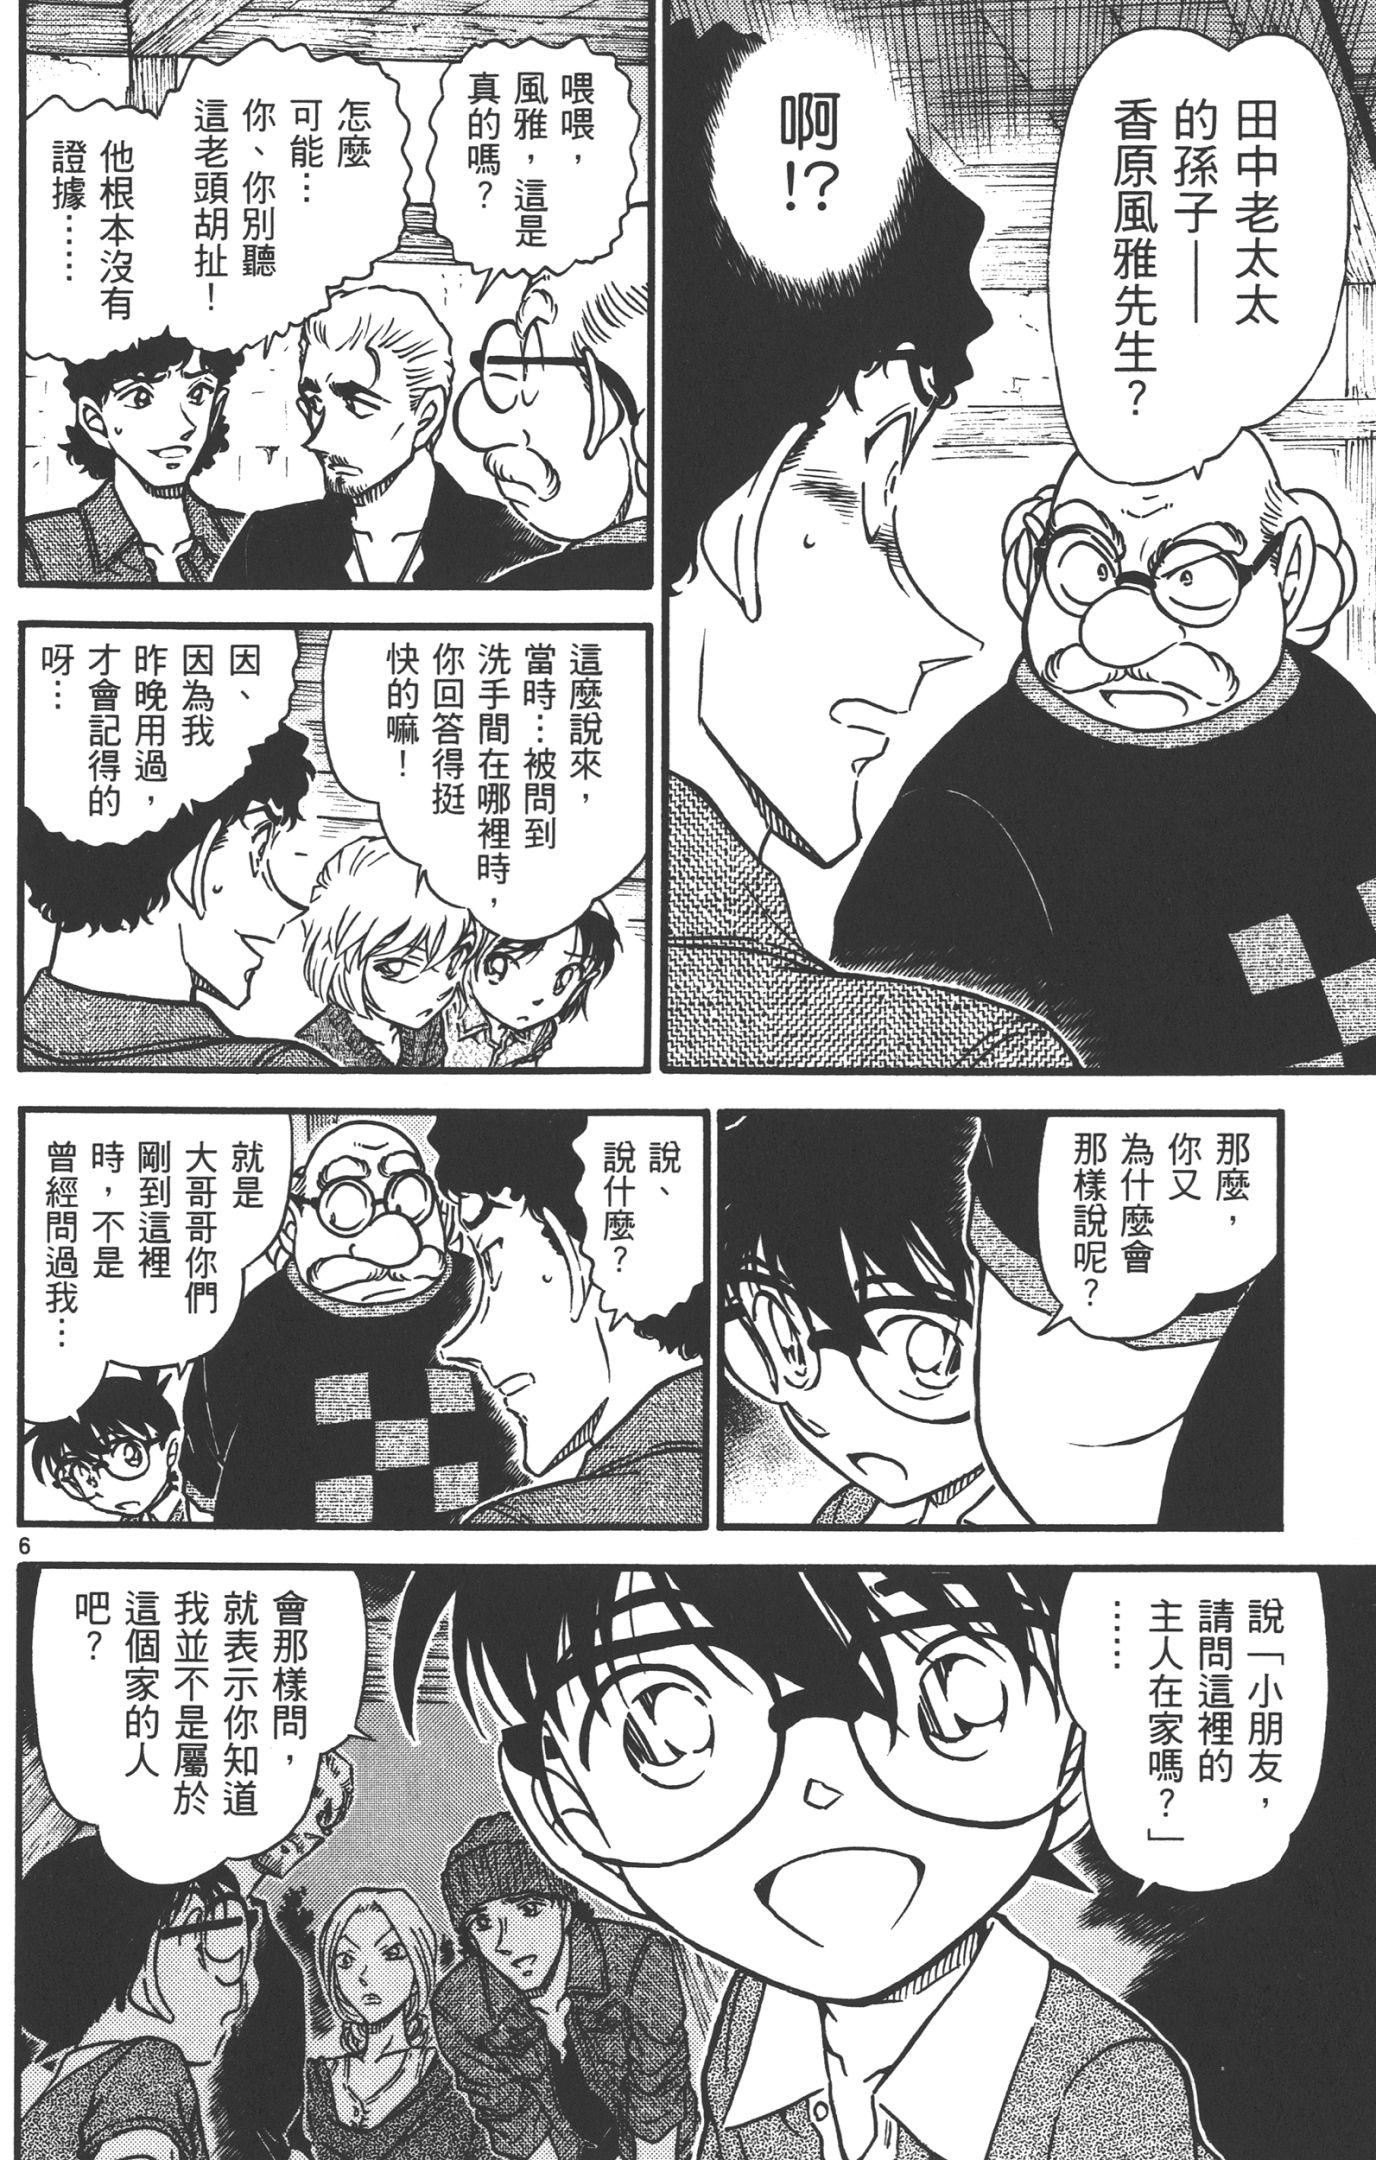 田中老太太
的孫子——
香原風雅先生？
啊!?
喂喂，
風雅，這是
真的嗎？
怎麼
可能…
你、你別聽
這老頭胡扯！
他根本沒有
證據……
這麼說來，
當時…被問到
洗手間在哪裡時，
你回答得挺
快的嘛！
因、
因為我
昨晚用過，
才會記得的
呀…
那麼，
你又
為什麼會
那樣說呢？
說、
說什麼？
就是
大哥哥你們
剛到這裡
時，不是
曾經問過我…
說「小朋友，
請問這裡的
主人在家嗎？」
……
會那樣問，
就表示你知道
我並不是屬於
這個家的人
吧？
6